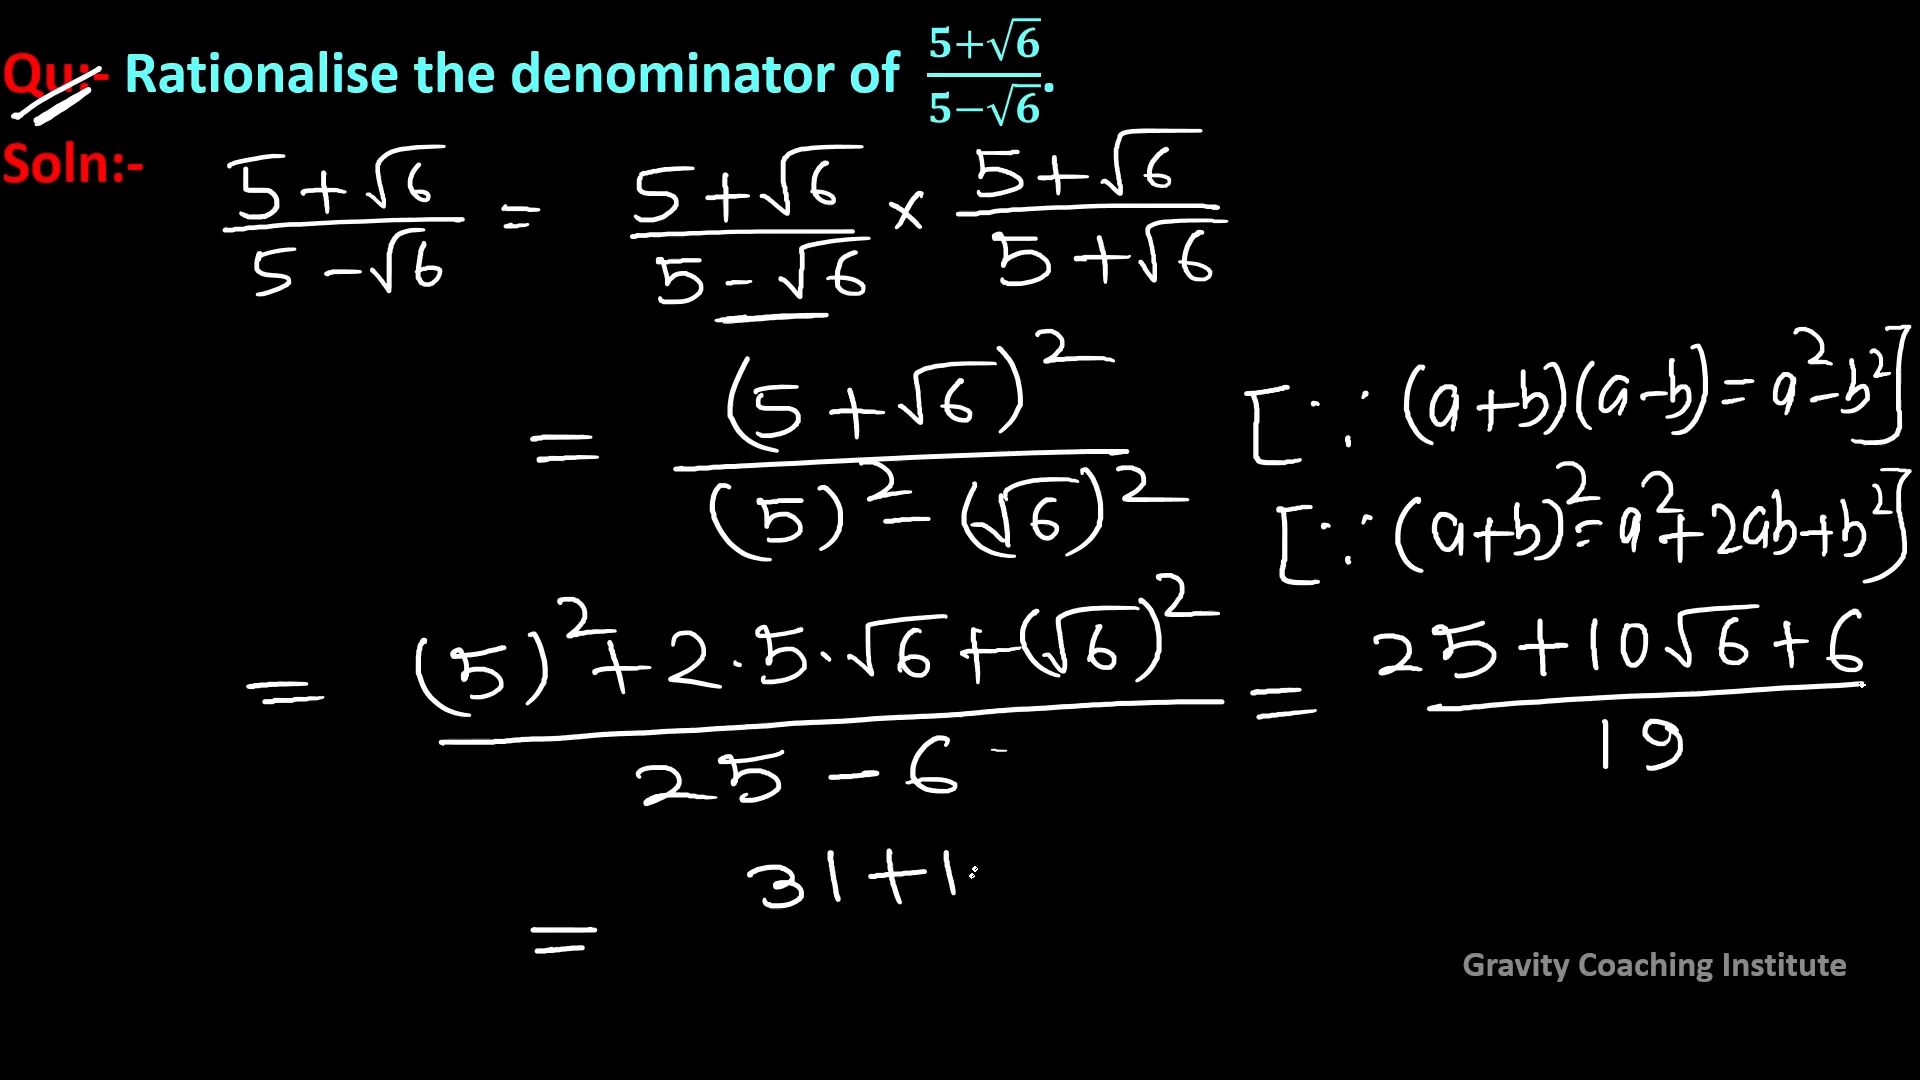 Qu:- Rationalise the denominator of (5+√6)/(5−√6).
Soln:- (5+√6)/(5-√6) = (5+√6)/(5-√6) × (5+√6)/(5+√6)
= (5+√6)²/((5)²-(√6)²) [∵ (a+b)(a-b)=a²-b²]
[∵ (a+b)²=a²+2ab+b²]
= ((5)²+2·5·√6+(√6)²)/(25-6) = (25+10√6+6)/19
= 31+1
Gravity Coaching Institute